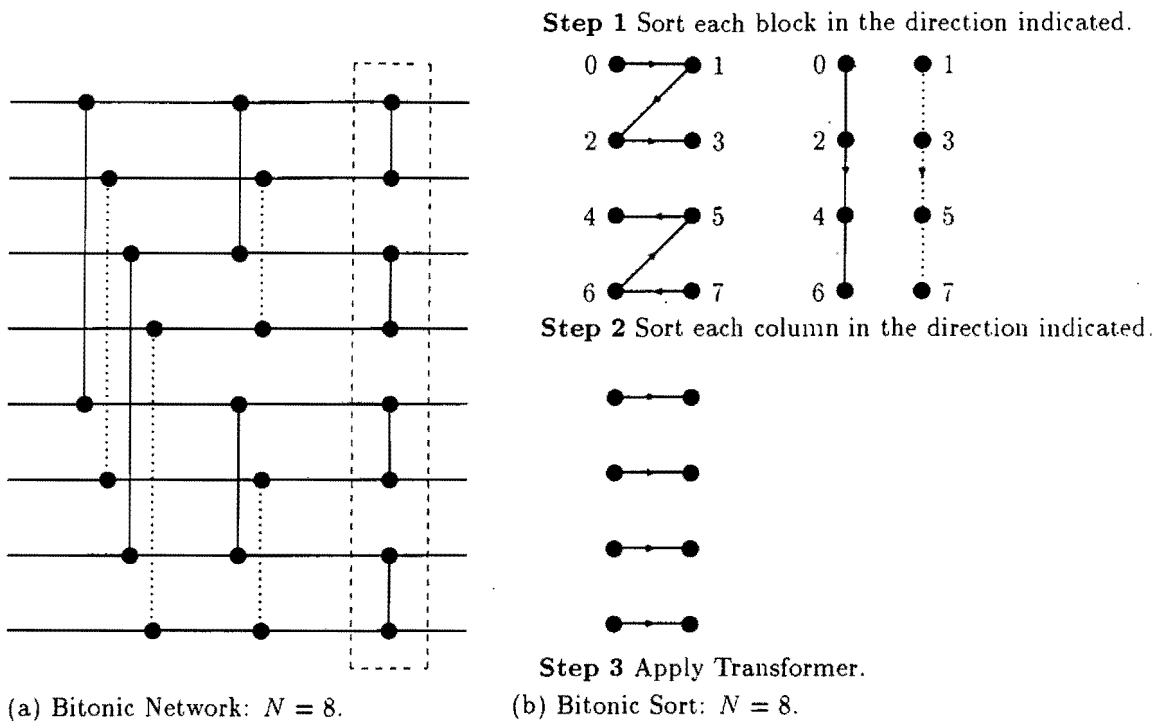 Step 1 Sort each block in the direction indicated.
0 1 0 1
2 3 2 3
4 5 4 5
6 7 6 7
Step 2 Sort each column in the direction indicated.
Step 3 Apply Transformer.
(a) Bitonic Network: N = 8.
(b) Bitonic Sort: N = 8.